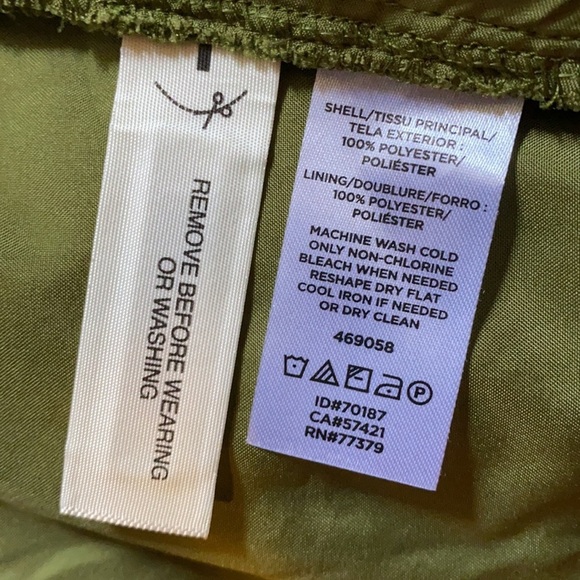 REMOVE BEFORE WEARING
OR WASHING
SHELL/TISSU PRINCIPAL/
TELA EXTERIOR :
100% POLYESTER/
POLIÉSTER
LINING/DOUBLURE/FORRO :
100% POLYESTER/
POLIÉSTER
MACHINE WASH COLD
ONLY NON-CHLORINE
BLEACH WHEN NEEDED
RESHAPE DRY FLAT
COOL IRON IF NEEDED
OR DRY CLEAN
469058
P
ID#70187
CA#57421
RN#77379